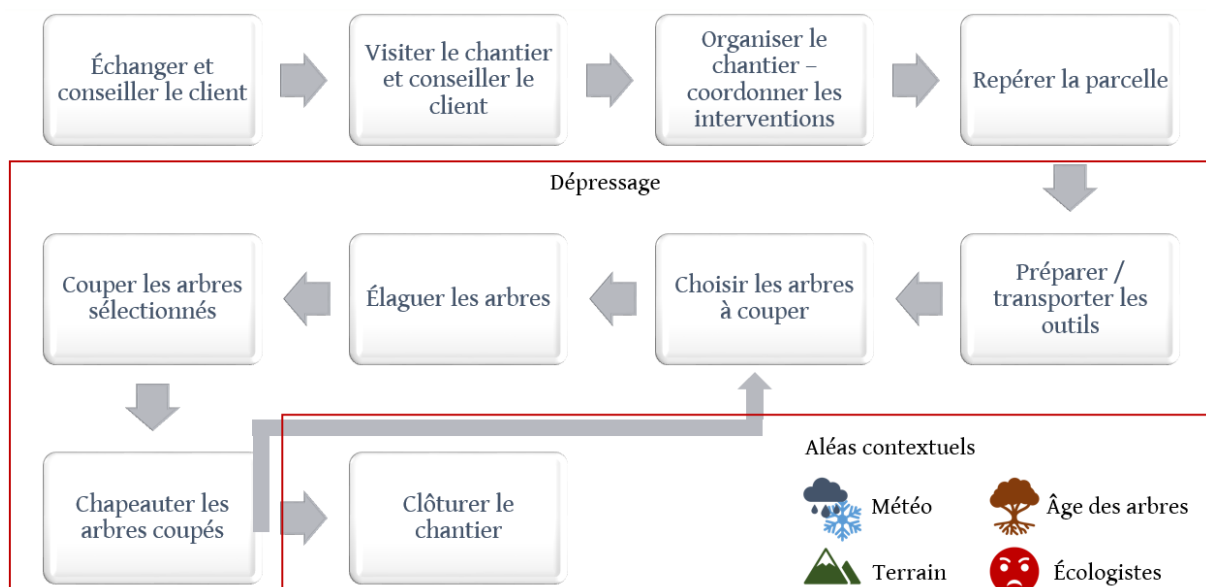 Échanger et
conseiller le client
Visiter le chantier
et conseiller le
client
Organiser le
chantier –
coordonner les
interventions
Repérer la parcelle
Dépressage
Couper les arbres
sélectionnés
Élaguer les arbres
Choisir les arbres
à couper
Préparer /
transporter les
outils
Chapeauter les
arbres coupés
Clôturer le
chantier
Aléas contextuels
Météo
Âge des arbres
Terrain
Écologistes